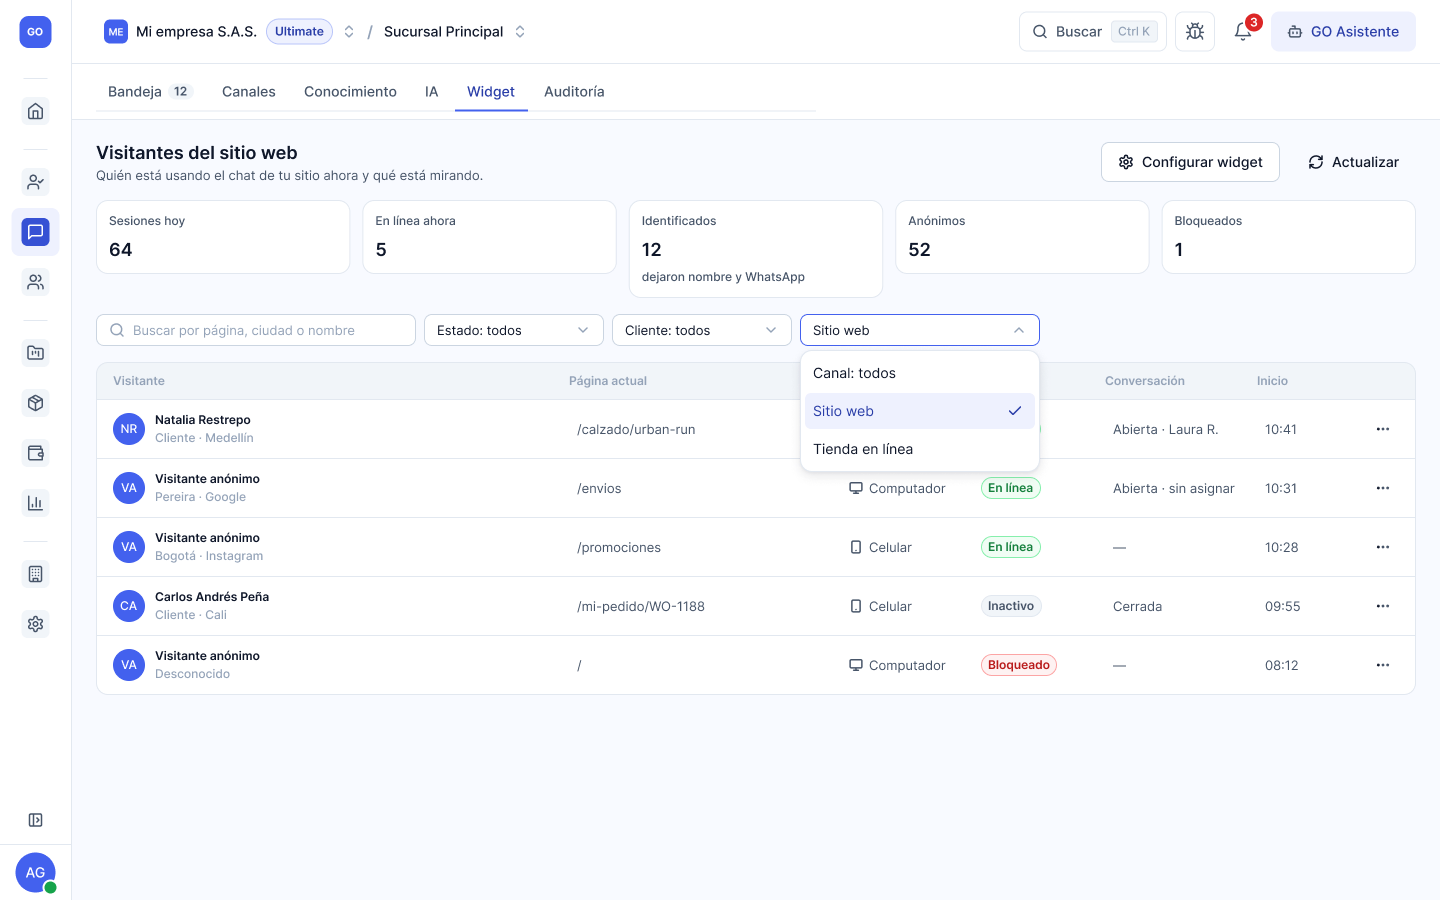 GO
ME Mi empresa S.A.S. Ultimate / Sucursal Principal
Buscar Ctrl K
3
GO Asistente
Bandeja 12 Canales Conocimiento IA Widget Auditoría
Visitantes del sitio web
Quién está usando el chat de tu sitio ahora y qué está mirando.
Configurar widget
Actualizar
Sesiones hoy
64
En línea ahora
5
Identificados
12
dejaron nombre y WhatsApp
Anónimos
52
Bloqueados
1
Buscar por página, ciudad o nombre
Estado: todos
Cliente: todos
Sitio web
Canal: todos
Sitio web
Tienda en línea
Visitante Página actual Conversación Inicio
NR Natalia Restrepo
Cliente · Medellín
/calzado/urban-run Abierta · Laura R. 10:41
VA Visitante anónimo
Pereira · Google
/envios Computador En línea Abierta · sin asignar 10:31
VA Visitante anónimo
Bogotá · Instagram
/promociones Celular En línea — 10:28
CA Carlos Andrés Peña
Cliente · Cali
/mi-pedido/WO-1188 Celular Inactivo Cerrada 09:55
VA Visitante anónimo
Desconocido
/ Computador Bloqueado — 08:12
AG